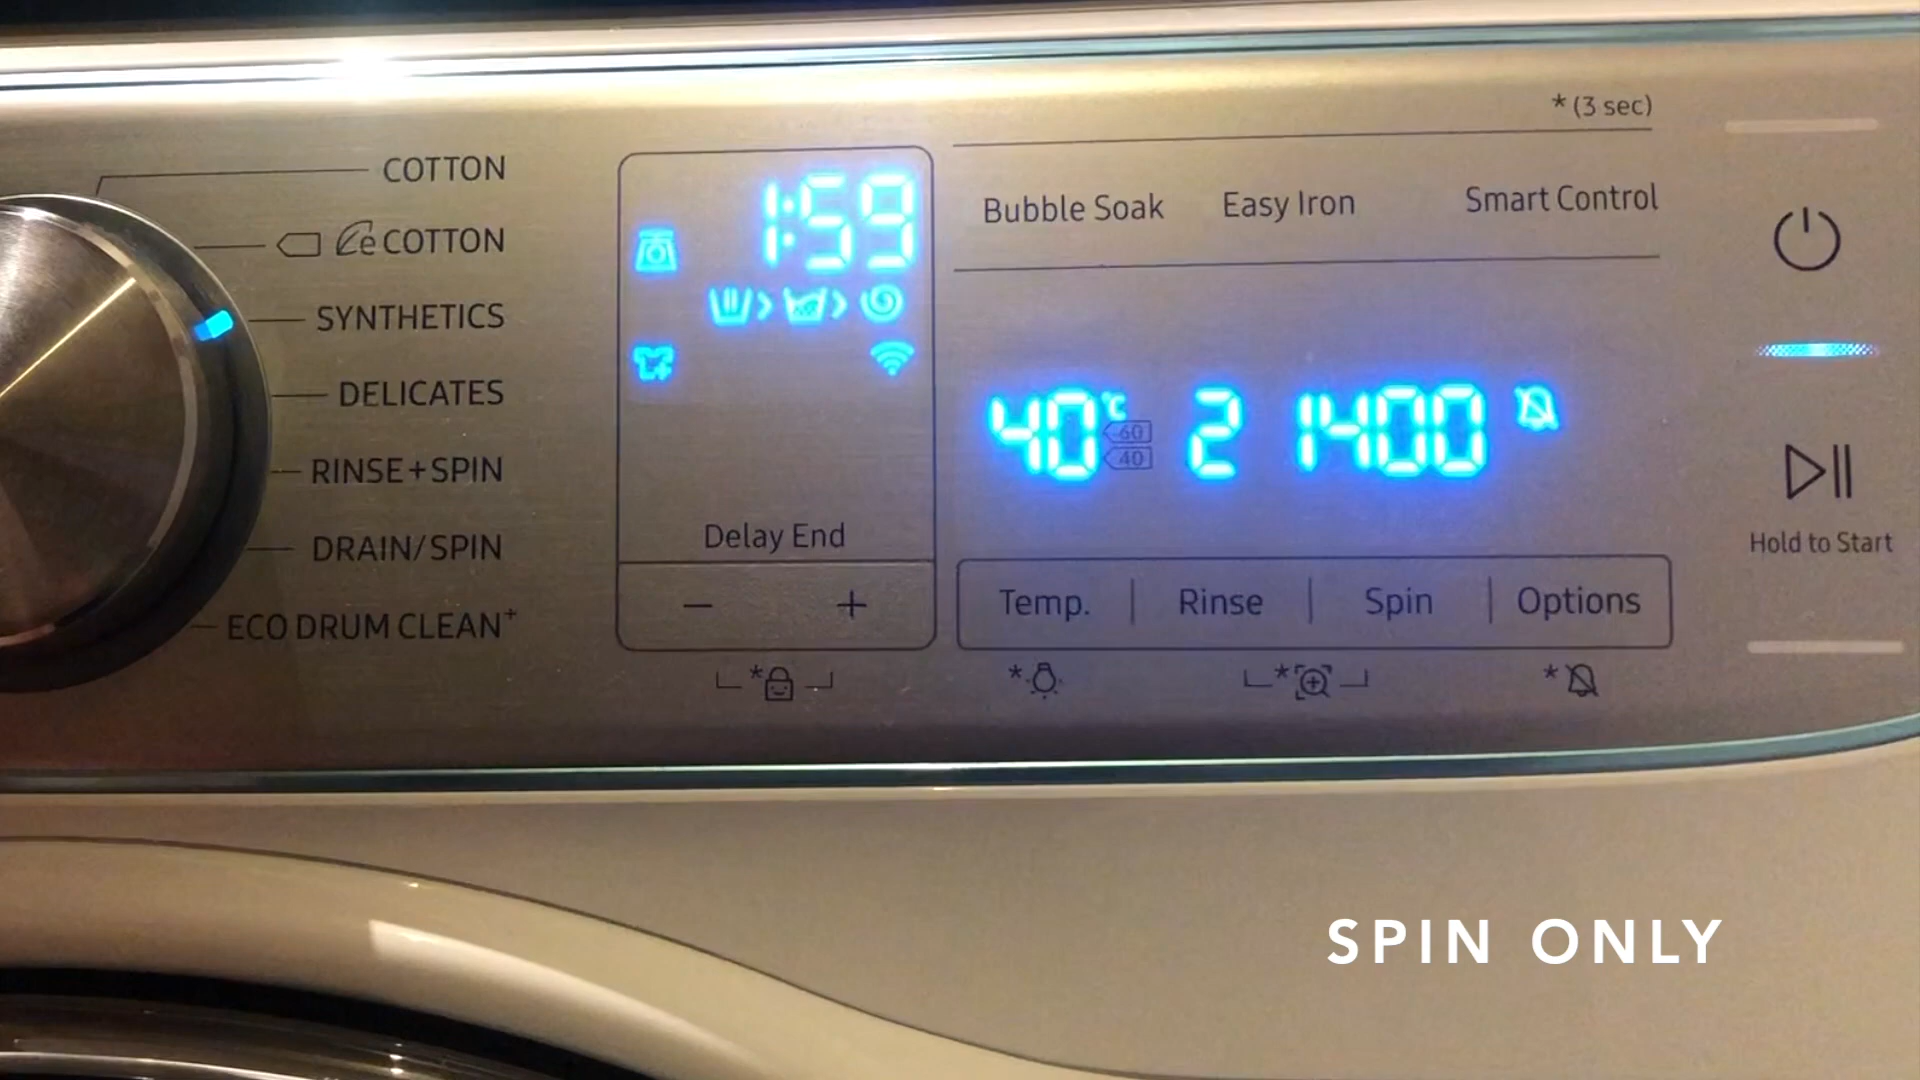 * (3 sec)
COTTON
e COTTON
SYNTHETICS
DELICATES
RINSE+SPIN
DRAIN/SPIN
ECO DRUM CLEAN+
1:59
Delay End
− +
*
Bubble Soak Easy Iron Smart Control
40°C 2 1400
60
40
Temp. | Rinse | Spin | Options
* * *
Hold to Start
SPIN ONLY